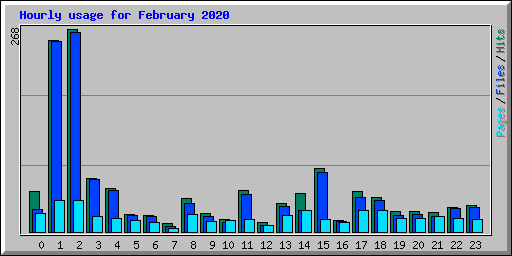 Hourly usage for February 2020
268
Pages/Files/Hits
0 1 2 3 4 5 6 7 8 9 10 11 12 13 14 15 16 17 18 19 20 21 22 23